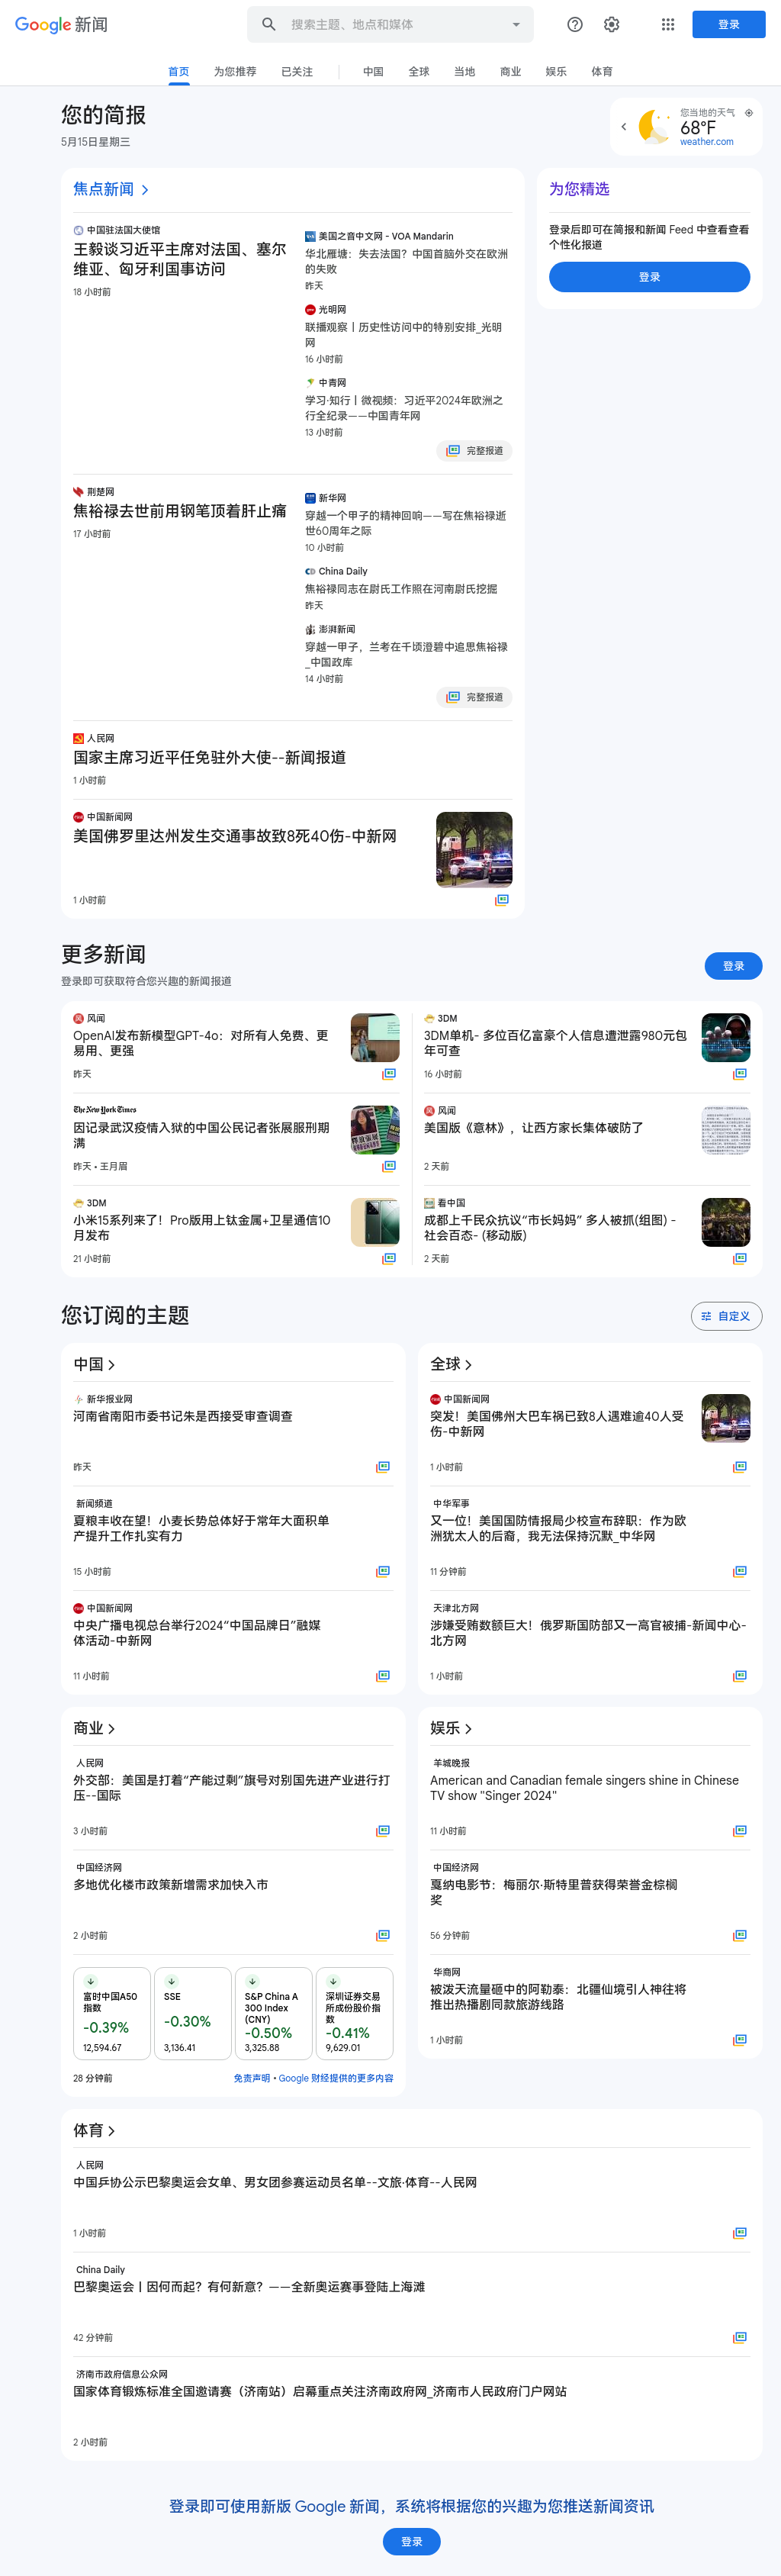 Google 新闻
搜索主题、地点和媒体
登录
首页
为您推荐
已关注
中国
全球
当地
商业
娱乐
体育
您的简报
5月15日星期三
您当地的天气
68°F
weather.com
焦点新闻
中国驻法国大使馆
王毅谈习近平主席对法国、塞尔
维亚、匈牙利国事访问
18 小时前
美国之音中文网 - VOA Mandarin
华北雁塘：失去法国？中国首脑外交在欧洲
的失败
昨天
光明网
联播观察丨历史性访问中的特别安排_光明
网
16 小时前
中青网
学习·知行丨微视频：习近平2024年欧洲之
行全纪录——中国青年网
13 小时前
完整报道
荆楚网
焦裕禄去世前用钢笔顶着肝止痛
17 小时前
新华网
穿越一个甲子的精神回响——写在焦裕禄逝
世60周年之际
10 小时前
China Daily
焦裕禄同志在尉氏工作照在河南尉氏挖掘
昨天
澎湃新闻
穿越一甲子，兰考在千顷澄碧中追思焦裕禄
_中国政库
14 小时前
完整报道
人民网
国家主席习近平任免驻外大使--新闻报道
1 小时前
中国新闻网
美国佛罗里达州发生交通事故致8死40伤-中新网
1 小时前
为您精选
登录后即可在简报和新闻 Feed 中查看查看
个性化报道
登录
更多新闻
登录即可获取符合您兴趣的新闻报道
登录
风闻
OpenAI发布新模型GPT-4o：对所有人免费、更
易用、更强
昨天
The New York Times
因记录武汉疫情入狱的中国公民记者张展服刑期
满
昨天 • 王月眉
3DM
小米15系列来了！Pro版用上钛金属+卫星通信10
月发布
21 小时前
3DM
3DM单机- 多位百亿富豪个人信息遭泄露980元包
年可查
16 小时前
风闻
美国版《意林》，让西方家长集体破防了
2 天前
看中国
成都上千民众抗议“市长妈妈” 多人被抓(组图) -
社会百态- (移动版)
2 天前
您订阅的主题
自定义
中国
新华报业网
河南省南阳市委书记朱是西接受审查调查
昨天
新闻频道
夏粮丰收在望！小麦长势总体好于常年大面积单
产提升工作扎实有力
15 小时前
中国新闻网
中央广播电视总台举行2024“中国品牌日”融媒
体活动-中新网
11 小时前
全球
中国新闻网
突发！美国佛州大巴车祸已致8人遇难逾40人受
伤-中新网
1 小时前
中华军事
又一位！美国国防情报局少校宣布辞职：作为欧
洲犹太人的后裔，我无法保持沉默_中华网
11 分钟前
天津北方网
涉嫌受贿数额巨大！俄罗斯国防部又一高官被捕-新闻中心-
北方网
1 小时前
商业
人民网
外交部：美国是打着“产能过剩”旗号对别国先进产业进行打
压--国际
3 小时前
中国经济网
多地优化楼市政策新增需求加快入市
2 小时前
富时中国A50
指数
-0.39%
12,594.67
SSE
-0.30%
3,136.41
S&P China A
300 Index
(CNY)
-0.50%
3,325.88
深圳证券交易
所成份股价指
数
-0.41%
9,629.01
28 分钟前
免责声明 • Google 财经提供的更多内容
娱乐
羊城晚报
American and Canadian female singers shine in Chinese
TV show "Singer 2024"
11 小时前
中国经济网
戛纳电影节：梅丽尔·斯特里普获得荣誉金棕榈
奖
56 分钟前
华商网
被泼天流量砸中的阿勒泰：北疆仙境引人神往将
推出热播剧同款旅游线路
1 小时前
体育
人民网
中国乒协公示巴黎奥运会女单、男女团参赛运动员名单--文旅·体育--人民网
1 小时前
China Daily
巴黎奥运会丨因何而起？有何新意？——全新奥运赛事登陆上海滩
42 分钟前
济南市政府信息公众网
国家体育锻炼标准全国邀请赛（济南站）启幕重点关注济南政府网_济南市人民政府门户网站
2 小时前
登录即可使用新版 Google 新闻，系统将根据您的兴趣为您推送新闻资讯
登录